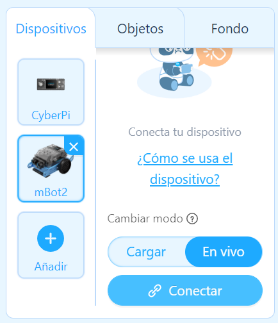 Dispositivos Objetos Fondo
CyberPi
mBot2
Añadir
Conecta tu dispositivo
¿Cómo se usa el
dispositivo?
Cambiar modo ?
Cargar En vivo
Conectar